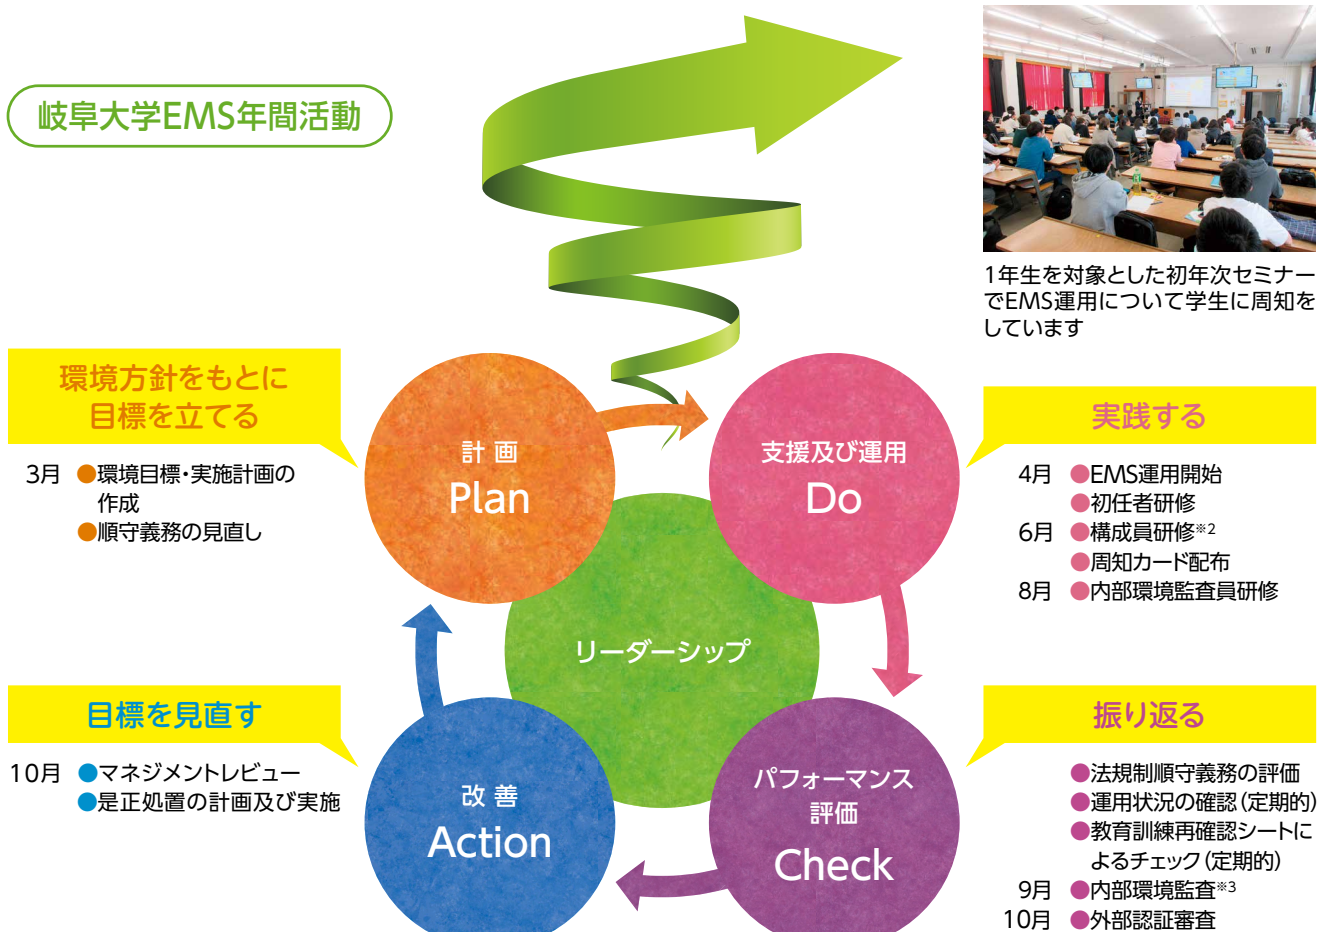 岐阜大学EMS年間活動
1年生を対象とした初年次セミナー
でEMS運用について学生に周知を
しています
環境方針をもとに
目標を立てる
3月 ●環境目標・実施計画の
作成
●順守義務の見直し
計 画
Plan
支援及び運用
Do
実践する
4月 ●EMS運用開始
●初任者研修
6月 ●構成員研修※2
●周知カード配布
8月 ●内部環境監査員研修
リーダーシップ
目標を見直す
10月 ●マネジメントレビュー
●是正処置の計画及び実施
改 善
Action
パフォーマンス
評価
Check
振り返る
●法規制順守義務の評価
●運用状況の確認（定期的）
●教育訓練再確認シートに
よるチェック（定期的）
9月 ●内部環境監査※3
10月 ●外部認証審査